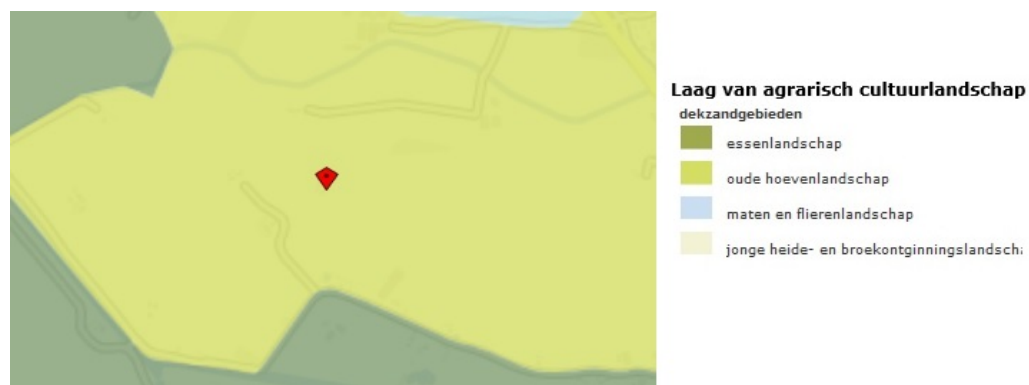 Laag van agrarisch cultuurlandschap
dekzandgebieden
essenlandschap
oude hoevenlandschap
maten en flierenlandschap
jonge heide- en broekontginningslandscha